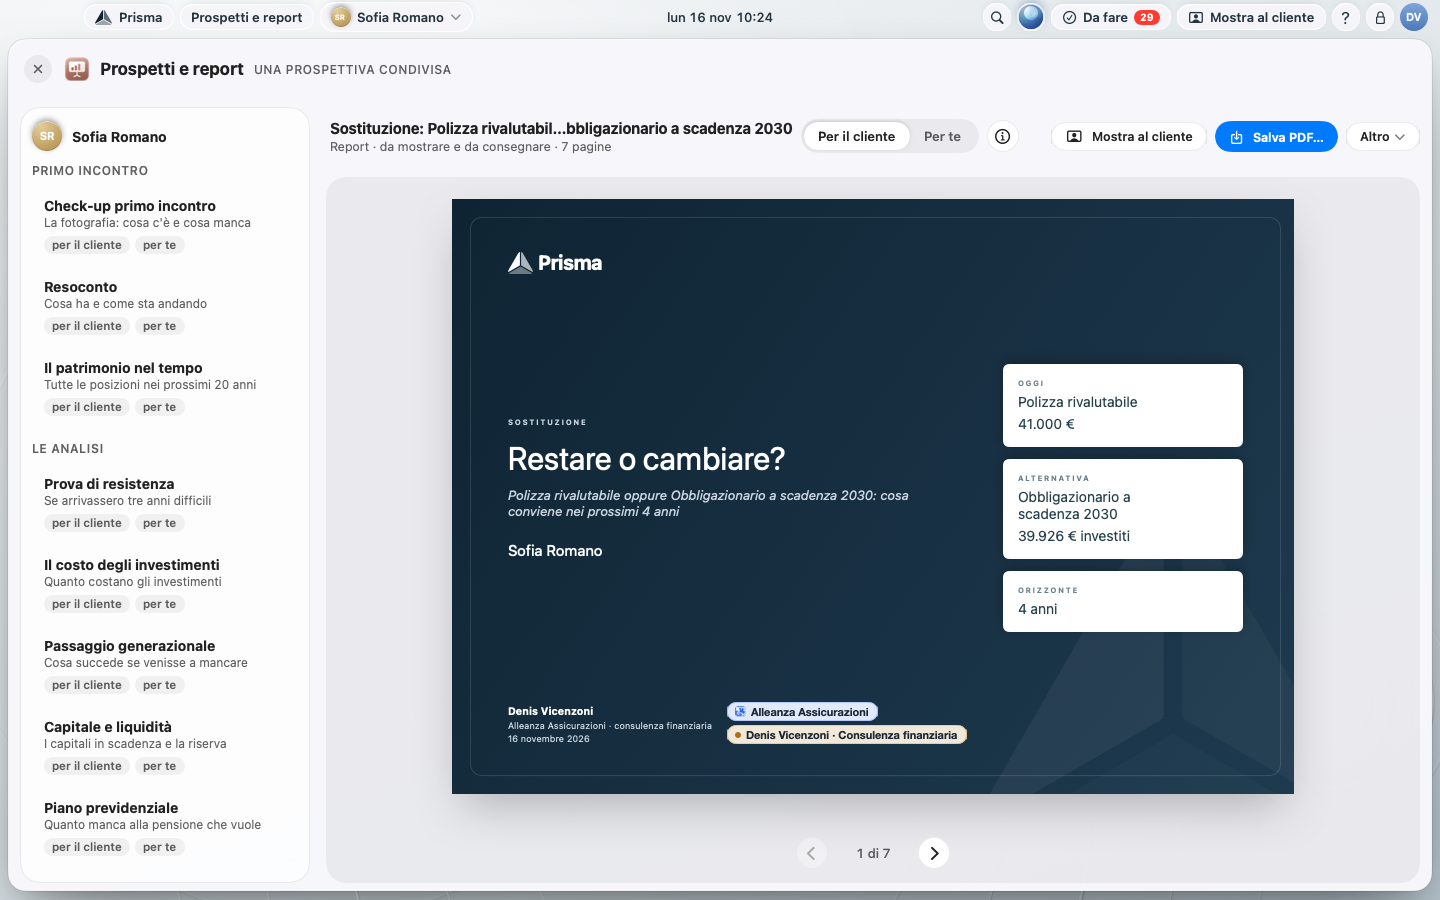 Prisma
Prospetti e report
SR Sofia Romano
lun 16 nov 10:24
Da fare 29
Mostra al cliente
?
DV
Prospetti e report UNA PROSPETTIVA CONDIVISA
SR Sofia Romano
PRIMO INCONTRO
Check-up primo incontro
La fotografia: cosa c'è e cosa manca
per il cliente per te
Resoconto
Cosa ha e come sta andando
per il cliente per te
Il patrimonio nel tempo
Tutte le posizioni nei prossimi 20 anni
per il cliente per te
LE ANALISI
Prova di resistenza
Se arrivassero tre anni difficili
per il cliente per te
Il costo degli investimenti
Quanto costano gli investimenti
per il cliente per te
Passaggio generazionale
Cosa succede se venisse a mancare
per il cliente per te
Capitale e liquidità
I capitali in scadenza e la riserva
per il cliente per te
Piano previdenziale
Quanto manca alla pensione che vuole
per il cliente per te
Sostituzione: Polizza rivalutabil...bbligazionario a scadenza 2030
Report · da mostrare e da consegnare · 7 pagine
Per il cliente Per te
Mostra al cliente
Salva PDF...
Altro
Prisma
SOSTITUZIONE
Restare o cambiare?
Polizza rivalutabile oppure Obbligazionario a scadenza 2030: cosa
conviene nei prossimi 4 anni
Sofia Romano
OGGI
Polizza rivalutabile
41.000 €
ALTERNATIVA
Obbligazionario a
scadenza 2030
39.926 € investiti
ORIZZONTE
4 anni
Denis Vicenzoni
Alleanza Assicurazioni · consulenza finanziaria
16 novembre 2026
Alleanza Assicurazioni
Denis Vicenzoni · Consulenza finanziaria
1 di 7